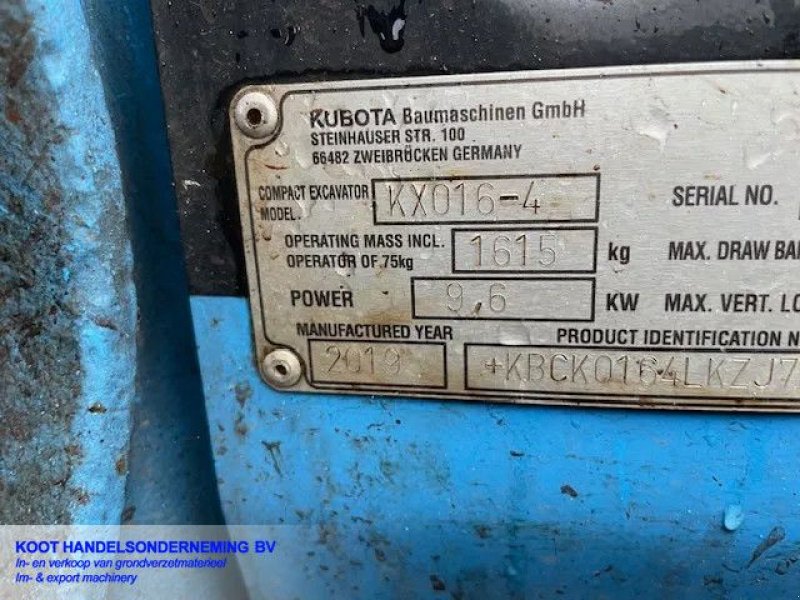 KUBOTA Baumaschinen GmbH
STEINHAUSER STR. 100
66482 ZWEIBRÜCKEN GERMANY
COMPACT EXCAVATOR MODEL. KX016-4 SERIAL NO.
OPERATING MASS INCL. OPERATOR OF 75kg 1615 kg MAX. DRAW
POWER 9,6 KW MAX. VERT.
MANUFACTURED YEAR PRODUCT IDENTIFICATION
2019 +KBCK0164LKZJ7
KOOT HANDELSONDERNEMING BV
In- en verkoop van grondverzetmaterieel
Im- & export machinery